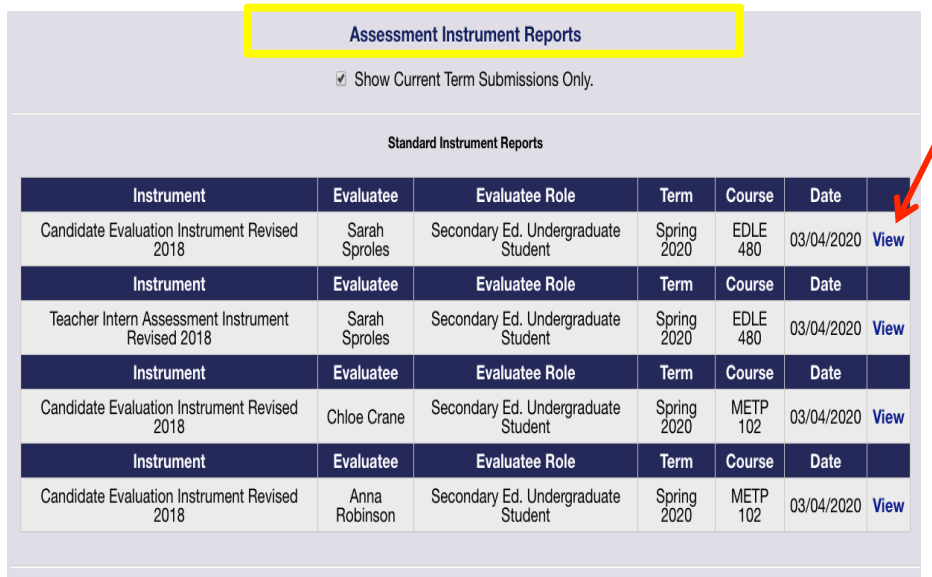 Assessment Instrument Reports
Show Current Term Submissions Only.
Standard Instrument Reports
Instrument Evaluatee Evaluatee Role Term Course Date
Candidate Evaluation Instrument Revised 2018 Sarah Sproles Secondary Ed. Undergraduate Student Spring 2020 EDLE 480 03/04/2020 View
Instrument Evaluatee Evaluatee Role Term Course Date
Teacher Intern Assessment Instrument Revised 2018 Sarah Sproles Secondary Ed. Undergraduate Student Spring 2020 EDLE 480 03/04/2020 View
Instrument Evaluatee Evaluatee Role Term Course Date
Candidate Evaluation Instrument Revised 2018 Chloe Crane Secondary Ed. Undergraduate Student Spring 2020 METP 102 03/04/2020 View
Instrument Evaluatee Evaluatee Role Term Course Date
Candidate Evaluation Instrument Revised 2018 Anna Robinson Secondary Ed. Undergraduate Student Spring 2020 METP 102 03/04/2020 View